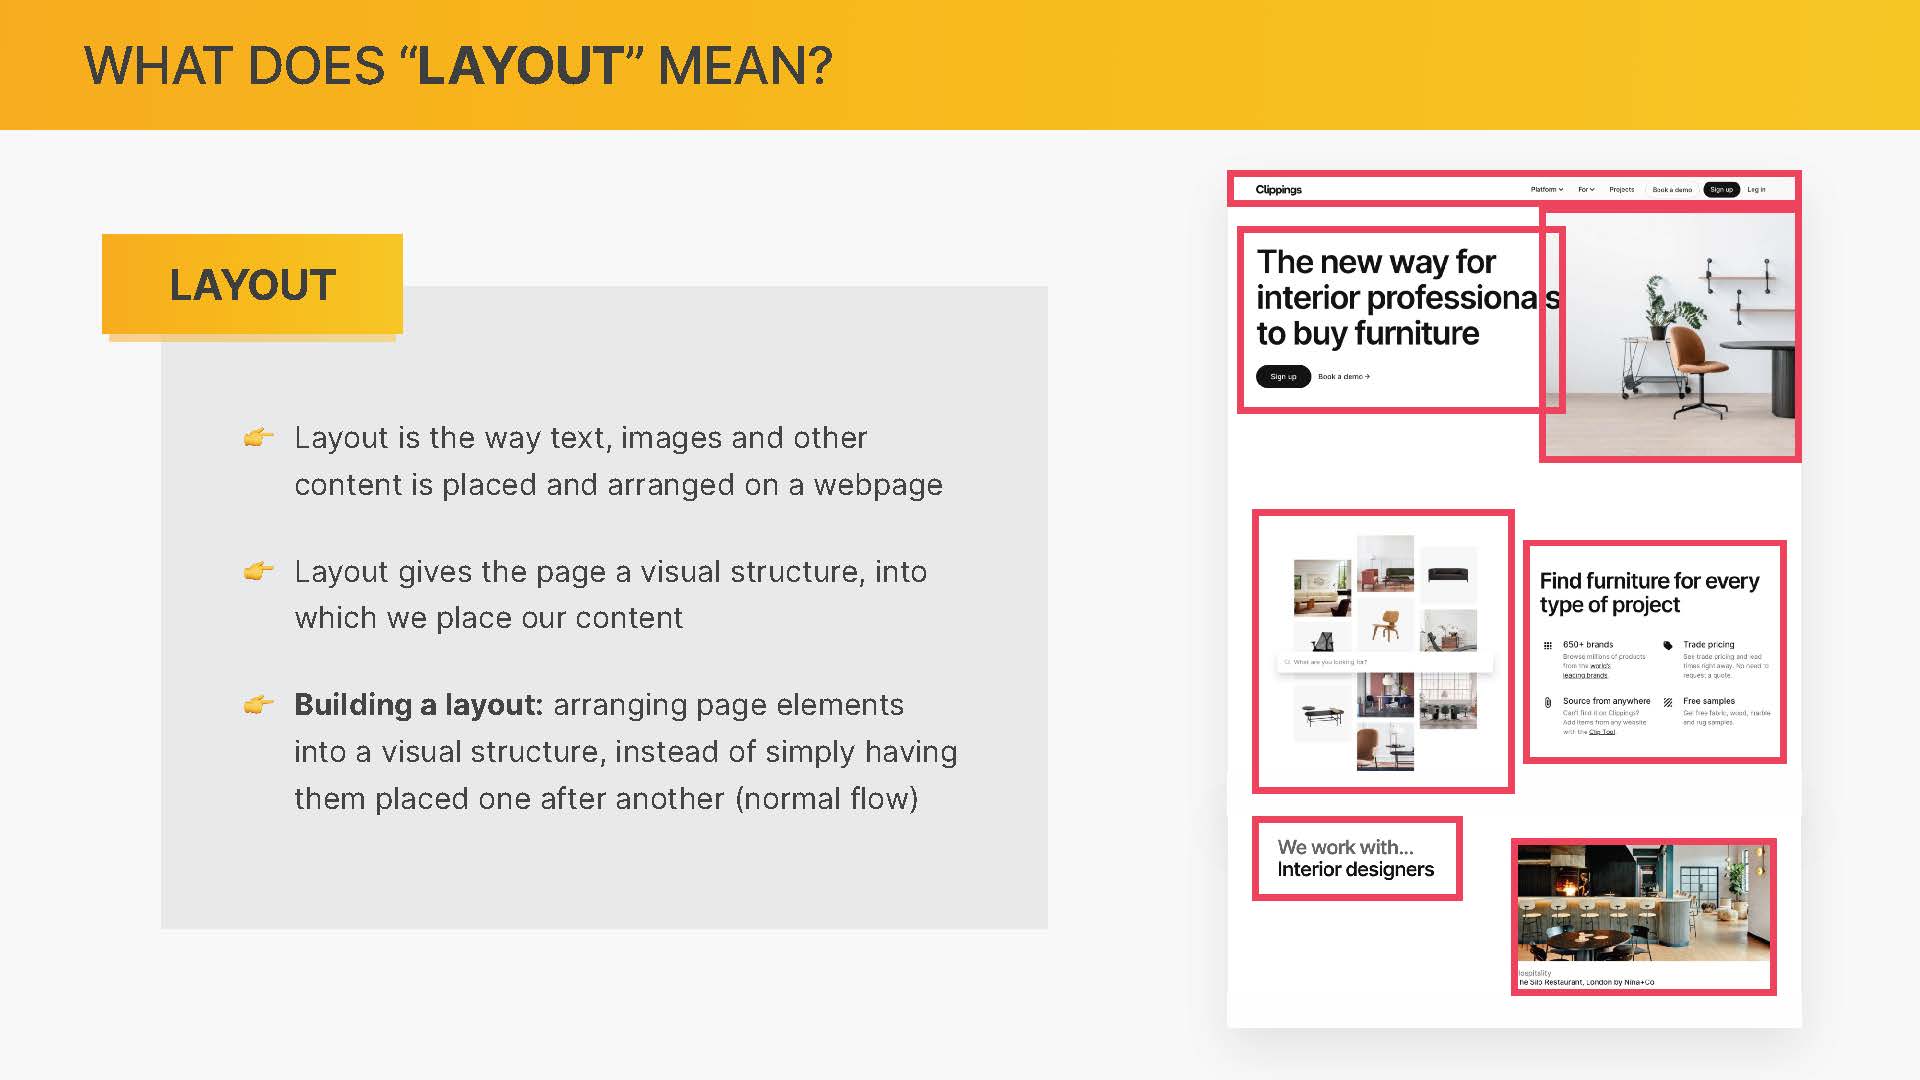 WHAT DOES “LAYOUT” MEAN?
LAYOUT
👉 Layout is the way text, images and other
content is placed and arranged on a webpage
👉 Layout gives the page a visual structure, into
which we place our content
👉 Building a layout: arranging page elements
into a visual structure, instead of simply having
them placed one after another (normal flow)
Clippings
Platform For Projects Book a demo Sign up Log in
The new way for
interior professionals
to buy furniture
Sign up Book a demo →
What are you looking for?
Find furniture for every
type of project
650+ brands
Browse millions of products
from the world's
leading brands.
Trade pricing
See trade pricing and lead
times right away. No need to
request a quote.
Source from anywhere
Can't find it on Clippings?
Add items from any website
with the Clip Tool.
Free samples
Get free fabric, wood, marble
and rug samples.
We work with...
Interior designers
Hospitality
The Silo Restaurant, London by Nina+Co